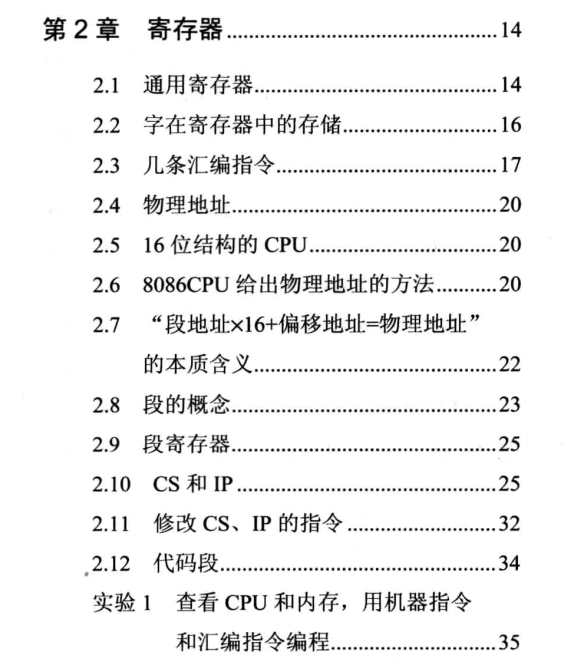 第 2 章 寄存器..............................................14
2.1 通用寄存器..........................................14
2.2 字在寄存器中的存储..........................16
2.3 几条汇编指令......................................17
2.4 物理地址..............................................20
2.5 16 位结构的 CPU................................20
2.6 8086CPU 给出物理地址的方法...........20
2.7 “段地址×16+偏移地址=物理地址”
的本质含义..........................................22
2.8 段的概念..............................................23
2.9 段寄存器..............................................25
2.10 CS 和 IP............................................25
2.11 修改 CS、IP 的指令..........................32
2.12 代码段................................................34
实验 1 查看 CPU 和内存，用机器指令
和汇编指令编程.............................35